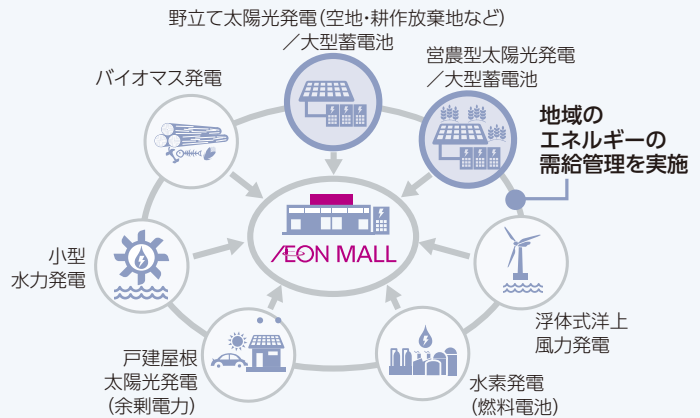 野立て太陽光発電(空地・耕作放棄地など)
／大型蓄電池
営農型太陽光発電
／大型蓄電池
バイオマス発電
地域の
エネルギーの
需給管理を実施
ÆON MALL
小型
水力発電
浮体式洋上
風力発電
戸建屋根
太陽光発電
(余剰電力)
水素発電
(燃料電池)